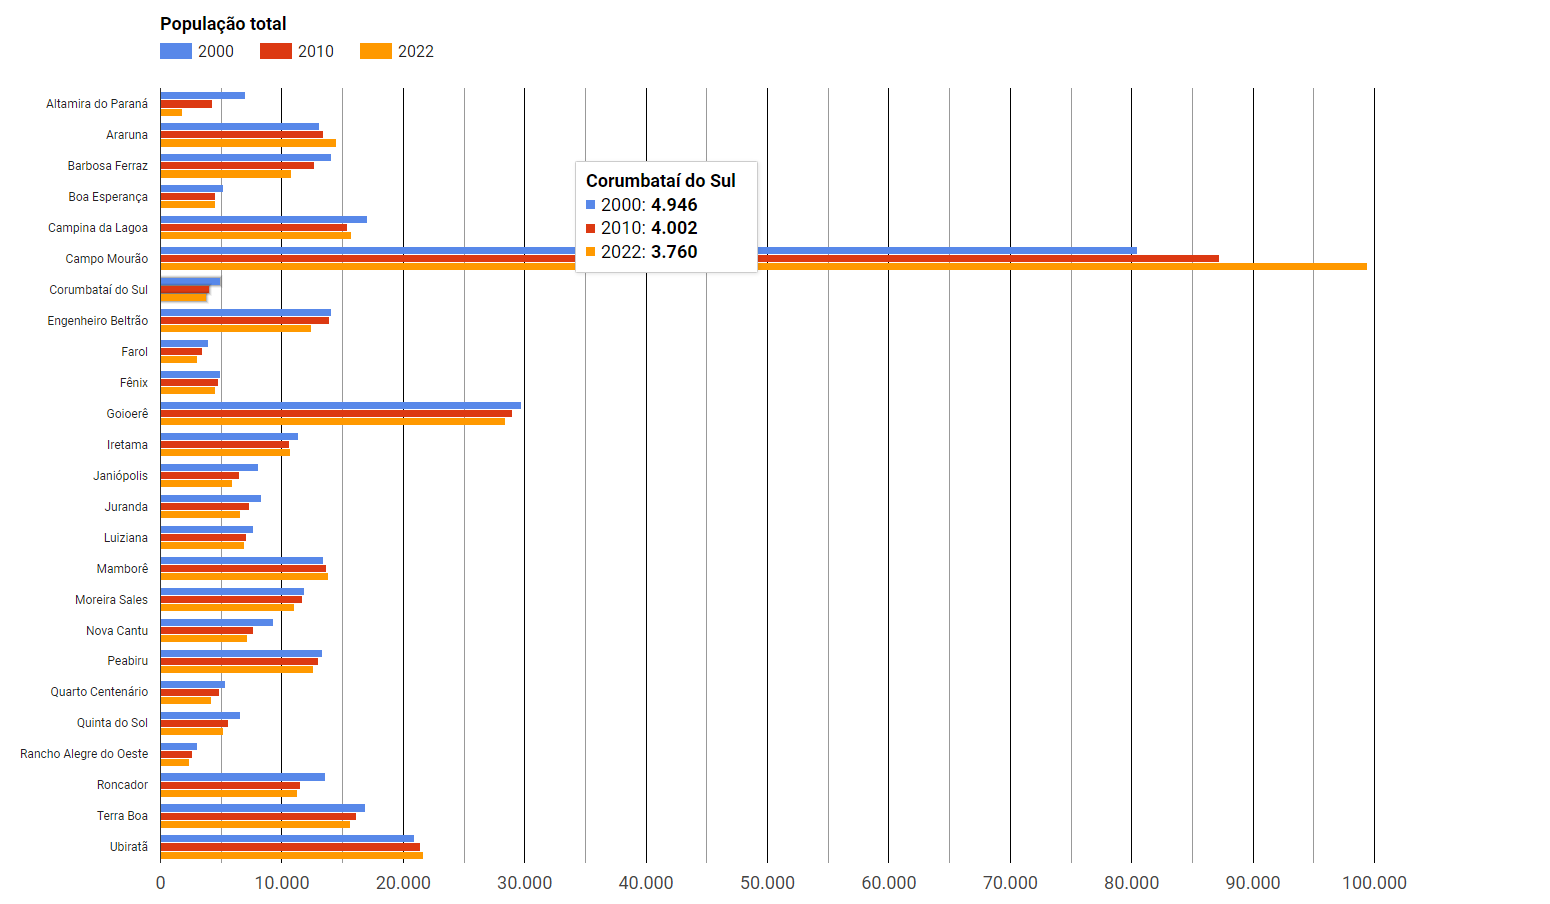 População total
2000 2010 2022
Altamira do Paraná
Araruna
Barbosa Ferraz
Boa Esperança
Campina da Lagoa
Campo Mourão
Corumbataí do Sul
Engenheiro Beltrão
Farol
Fênix
Goioerê
Iretama
Janiópolis
Juranda
Luiziana
Mamborê
Moreira Sales
Nova Cantu
Peabiru
Quarto Centenário
Quinta do Sol
Rancho Alegre do Oeste
Roncador
Terra Boa
Ubiratã
Corumbataí do Sul
2000: 4.946
2010: 4.002
2022: 3.760
0 10.000 20.000 30.000 40.000 50.000 60.000 70.000 80.000 90.000 100.000